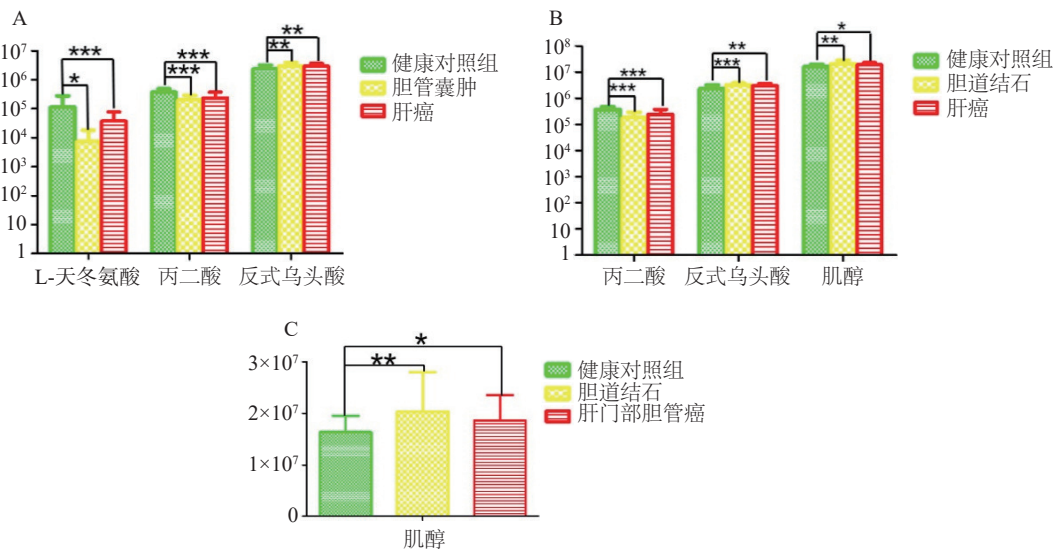 A
***
***
**
*
***
**
10⁷
10⁶
10⁵
10⁴
10³
10²
10
1
L-天冬氨酸 丙二酸 反式乌头酸
健康对照组
胆管囊肿
肝癌
B
*
**
**
***
***
***
10⁸
10⁷
10⁶
10⁵
10⁴
10³
10²
10
1
丙二酸 反式乌头酸 肌醇
健康对照组
胆道结石
肝癌
C
*
**
3×10⁷
2×10⁷
1×10⁷
0
肌醇
健康对照组
胆道结石
肝门部胆管癌